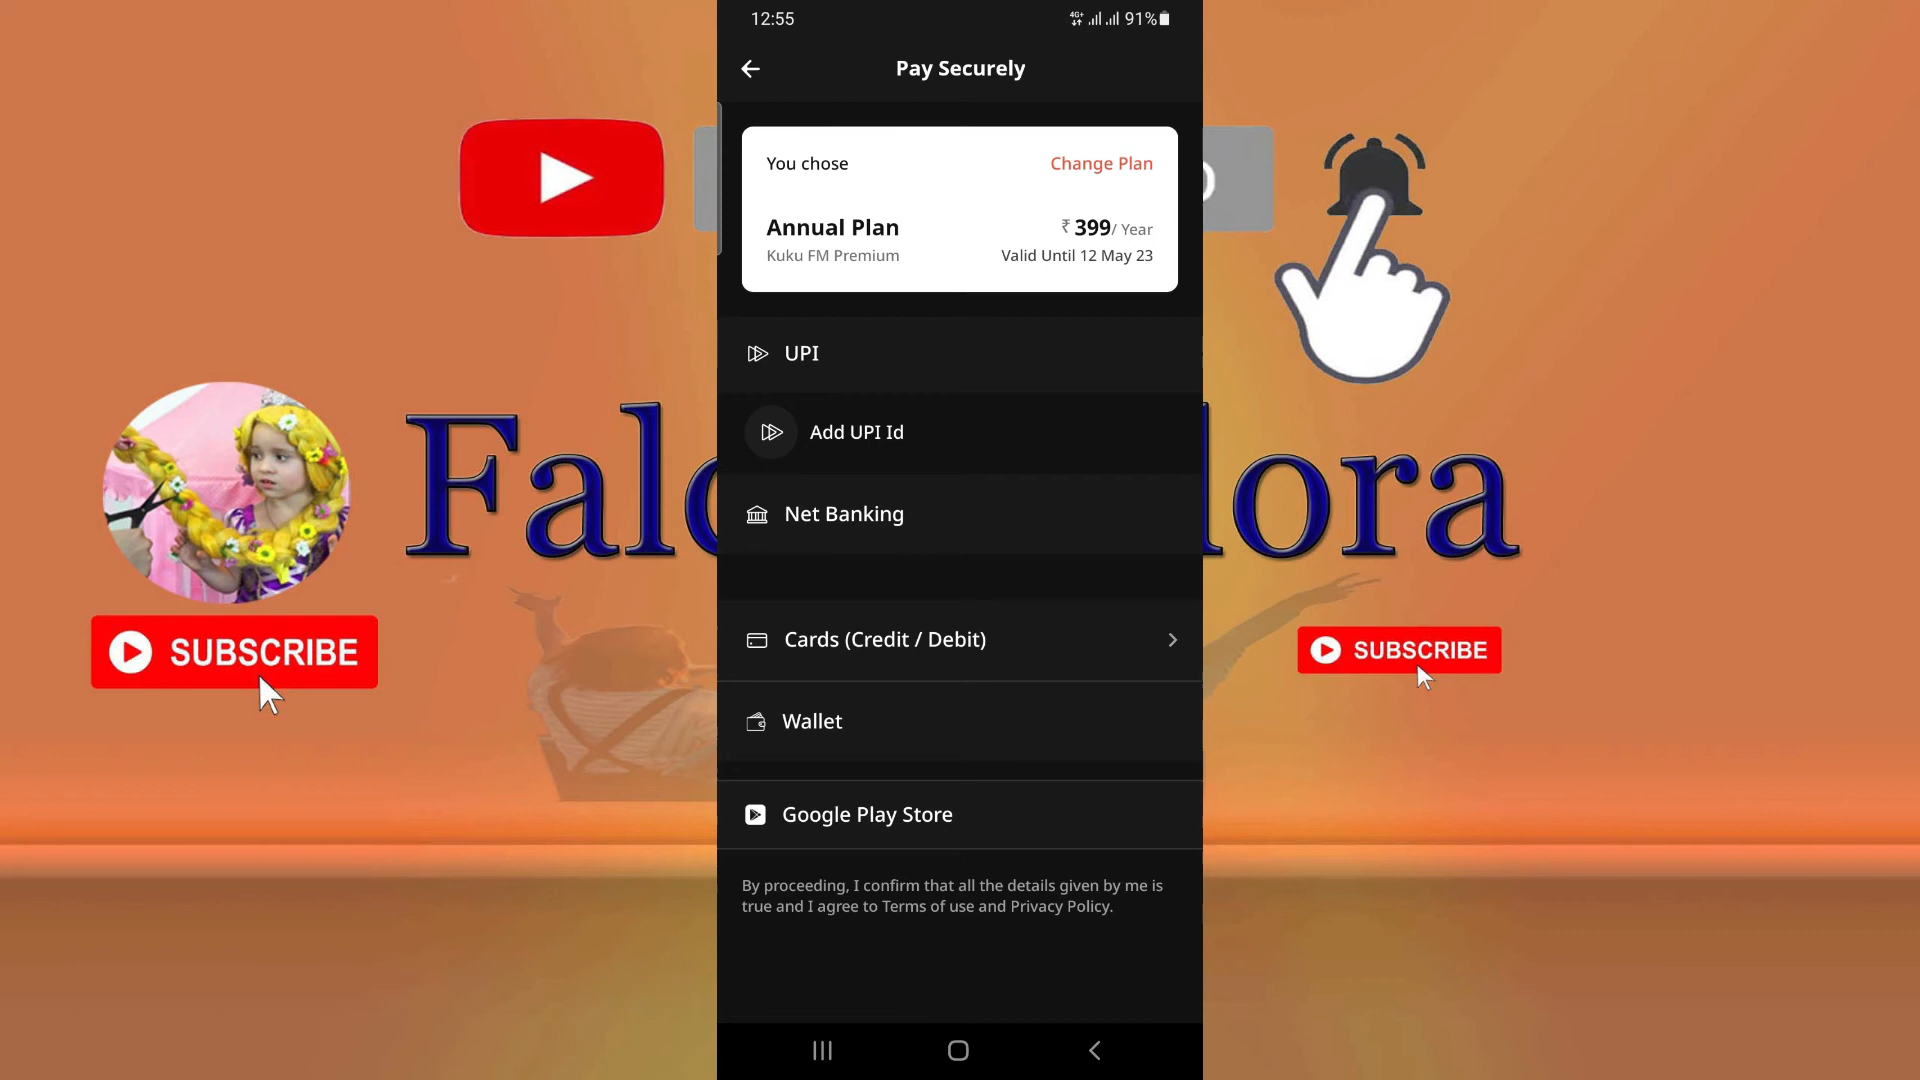 12:55
4G+ 91%
Pay Securely
You chose
Change Plan
Annual Plan
₹ 399/ Year
Kuku FM Premium
Valid Until 12 May 23
UPI
Add UPI Id
Net Banking
Cards (Credit / Debit)
Wallet
Google Play Store
By proceeding, I confirm that all the details given by me is
true and I agree to Terms of use and Privacy Policy.
SUBSCRIBE
SUBSCRIBE